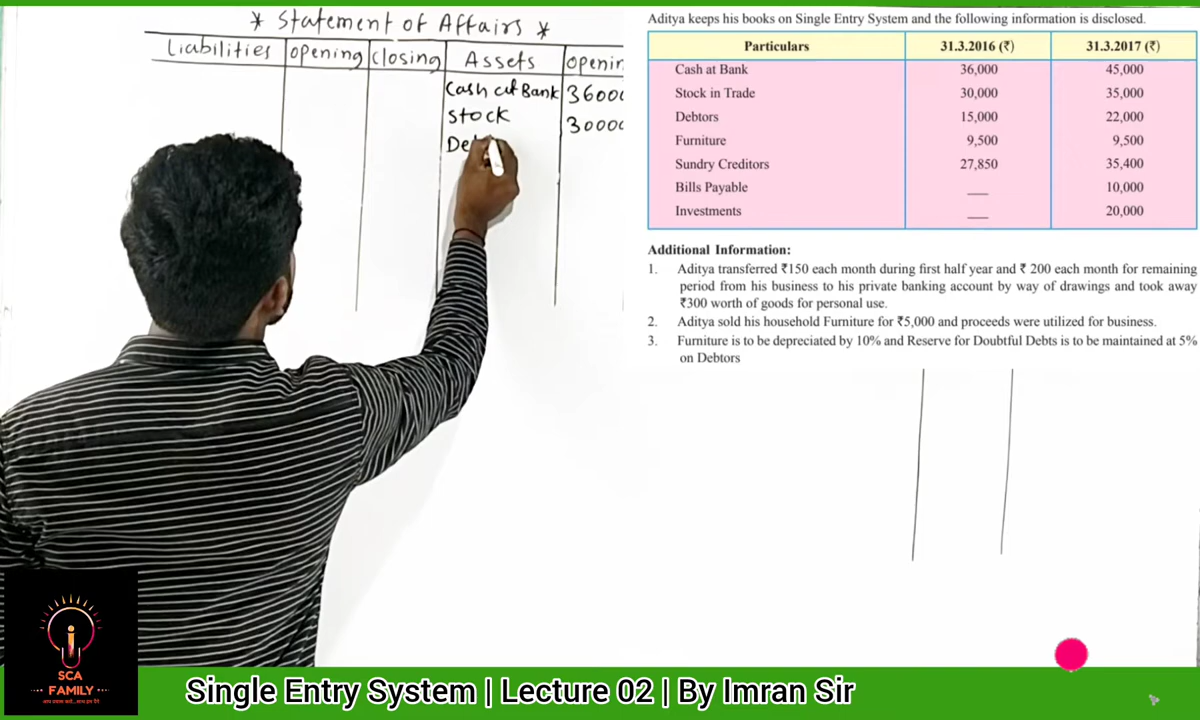 * Statement of Affairs *
Liabilities opening closing Assets openin
Cash at Bank 36000
Stock 30000
De
Aditya keeps his books on Single Entry System and the following information is disclosed.
Particulars 31.3.2016 (₹) 31.3.2017 (₹)
Cash at Bank 36,000 45,000
Stock in Trade 30,000 35,000
Debtors 15,000 22,000
Furniture 9,500 9,500
Sundry Creditors 27,850 35,400
Bills Payable __ 10,000
Investments __ 20,000
Additional Information:
1. Aditya transferred ₹150 each month during first half year and ₹ 200 each month for remaining
period from his business to his private banking account by way of drawings and took away
₹300 worth of goods for personal use.
2. Aditya sold his household Furniture for ₹5,000 and proceeds were utilized for business.
3. Furniture is to be depreciated by 10% and Reserve for Doubtful Debts is to be maintained at 5%
on Debtors
SCA
FAMILY
Single Entry System | Lecture 02 | By Imran Sir